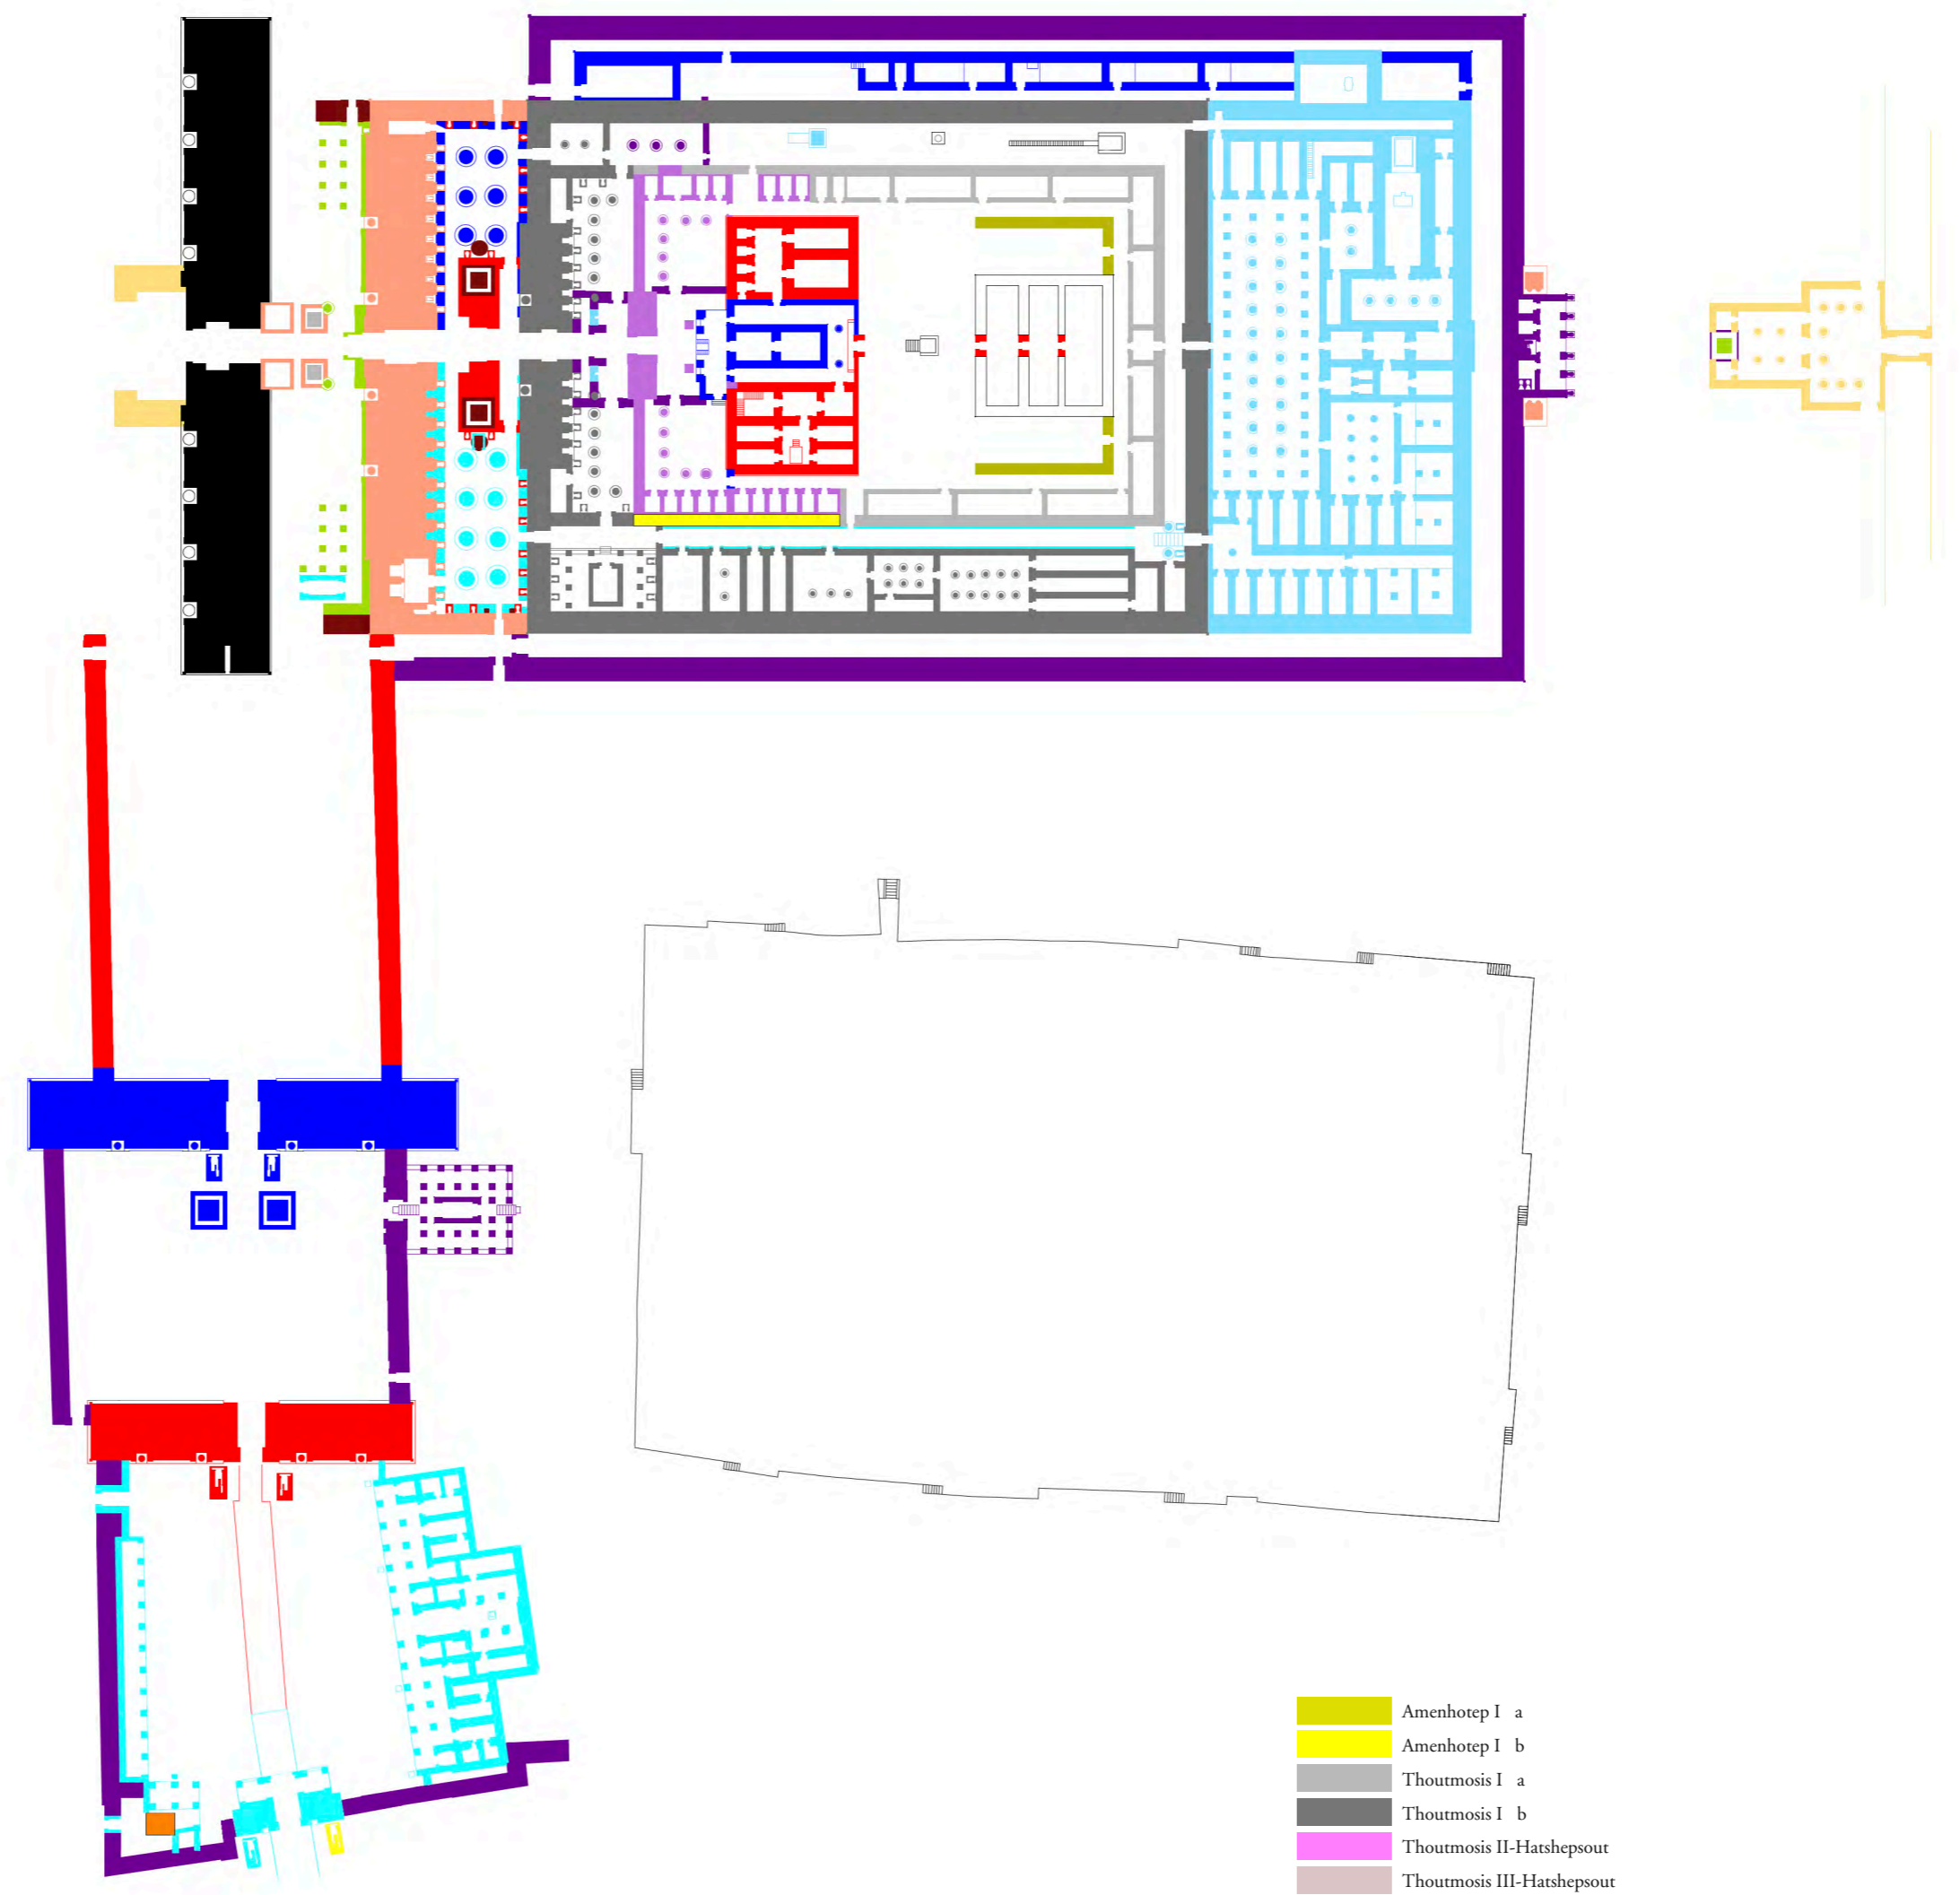 Amenhotep I a
Amenhotep I b
Thoutmosis I a
Thoutmosis I b
Thoutmosis II-Hatshepsout
Thoutmosis III-Hatshepsout